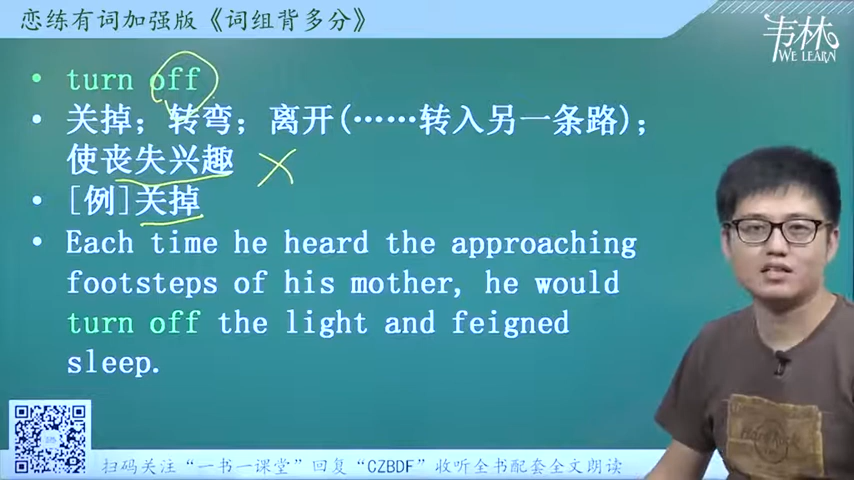 恋练有词加强版《词组背多分》
韦林
WE LEARN
• turn off
• 关掉；转弯；离开(……转入另一条路)；
使丧失兴趣
• [例]关掉
• Each time he heard the approaching
footsteps of his mother, he would
turn off the light and feigned
sleep.
扫码关注“一书一课堂”回复“CZBDF”收听全书配套全文朗读